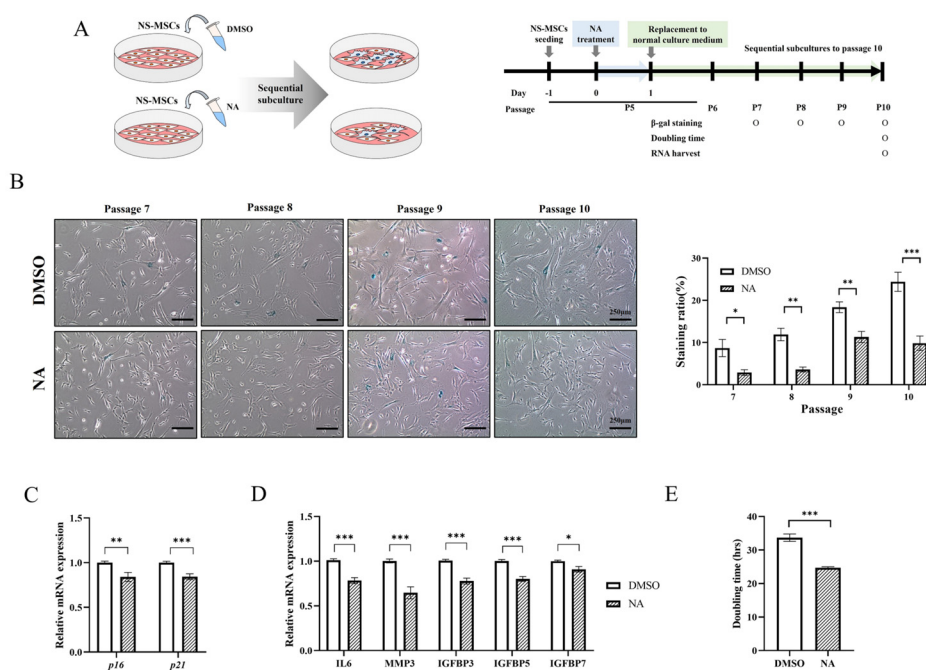 A
NS-MSCs
DMSO
NS-MSCs
NA
Sequential
subculture
NS-MSCs
seeding
NA
treatment
Replacement to
normal culture medium
Sequential subcultures to passage 10
Day -1 0 1
Passage P5 P6 P7 P8 P9 P10
β-gal staining O O O O
Doubling time O
RNA harvest O
B
Passage 7 Passage 8 Passage 9 Passage 10
DMSO
250μm
NA
250μm
Staining ratio(%)
30
20
10
0
* ** ** ***
DMSO
NA
7 8 9 10
Passage
C
Relative mRNA expression
1.5
1.0
0.5
0.0
** ***
p16 p21
D
Relative mRNA expression
1.5
1.0
0.5
0.0
*** *** *** *** *
IL6 MMP3 IGFBP3 IGFBP5 IGFBP7
DMSO
NA
E
Doubling time (hrs)
40
30
20
10
0
***
DMSO NA